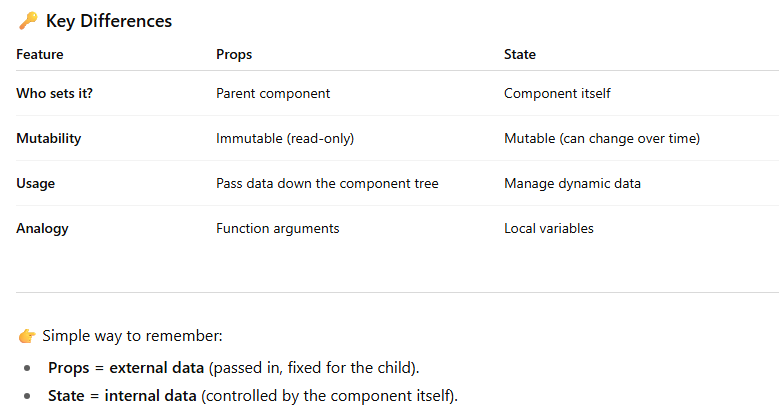 🔑 Key Differences
Feature Props State
Who sets it? Parent component Component itself
Mutability Immutable (read-only) Mutable (can change over time)
Usage Pass data down the component tree Manage dynamic data
Analogy Function arguments Local variables
👉 Simple way to remember:
• Props = external data (passed in, fixed for the child).
• State = internal data (controlled by the component itself).